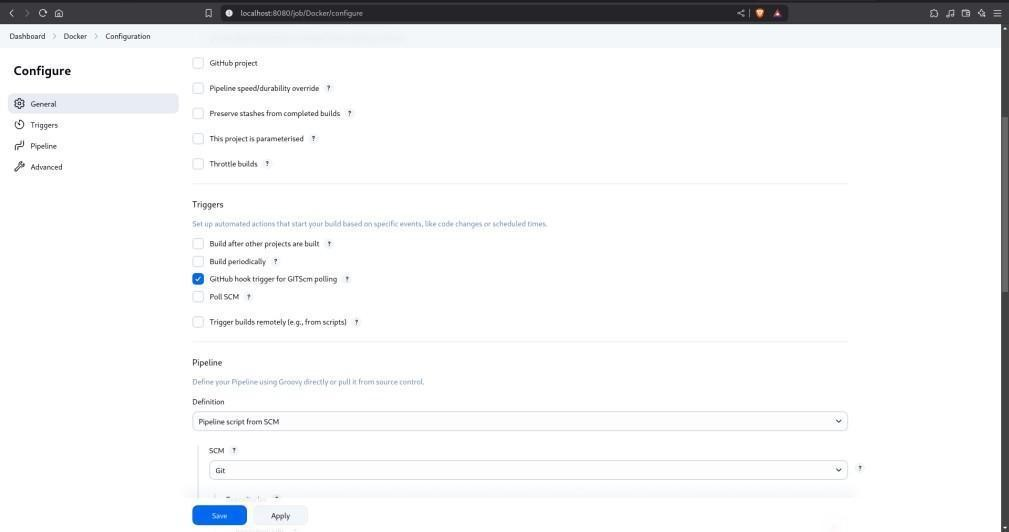 localhost:8080/job/Docker/configure
Dashboard > Docker > Configuration
Configure
General
Triggers
Pipeline
Advanced
GitHub project
Pipeline speed/durability override ?
Preserve stashes from completed builds ?
This project is parameterised ?
Throttle builds ?
Triggers
Set up automated actions that start your build based on specific events, like code changes or scheduled times.
Build after other projects are built ?
Build periodically ?
GitHub hook trigger for GITScm polling ?
Poll SCM ?
Trigger builds remotely (e.g., from scripts) ?
Pipeline
Define your Pipeline using Groovy directly or pull it from source control.
Definition
Pipeline script from SCM
SCM ?
Git
?
Save Apply